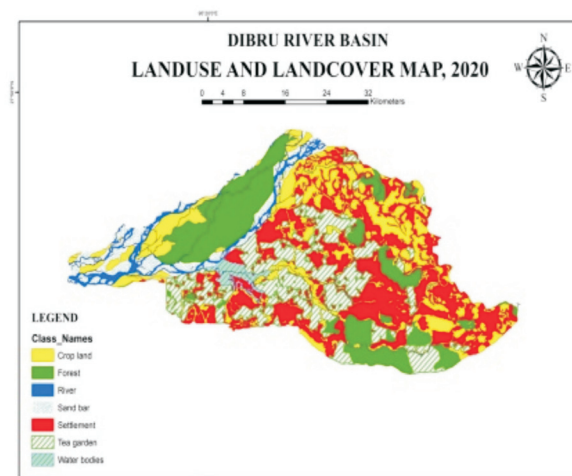 DIBRU RIVER BASIN
LANDUSE AND LANDCOVER MAP, 2020
N
W
E
S
0 4 8 16 24 32
Kilometers
LEGEND
Class_Names
Crop land
Forest
River
Sand bar
Settlement
Tea garden
Water bodies